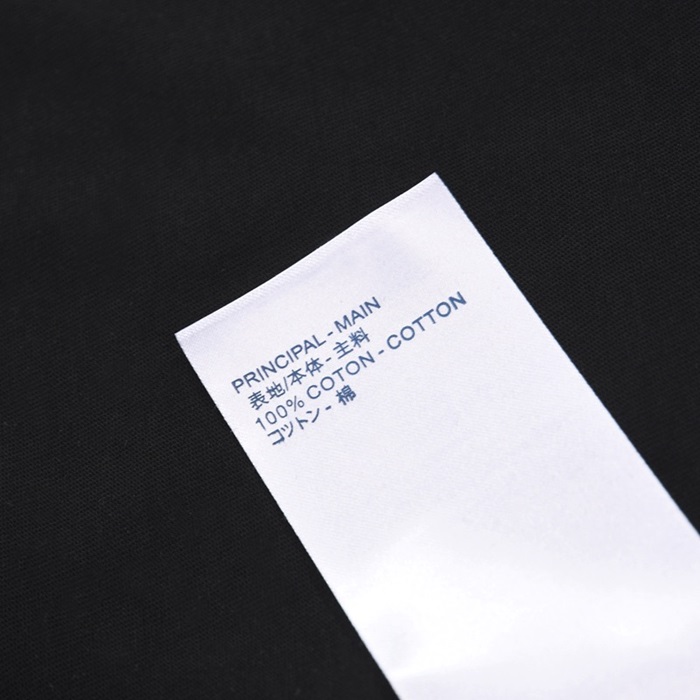 PRINCIPAL - MAIN
表地/本体 - 主料
100% COTON - COTTON
コットン - 棉